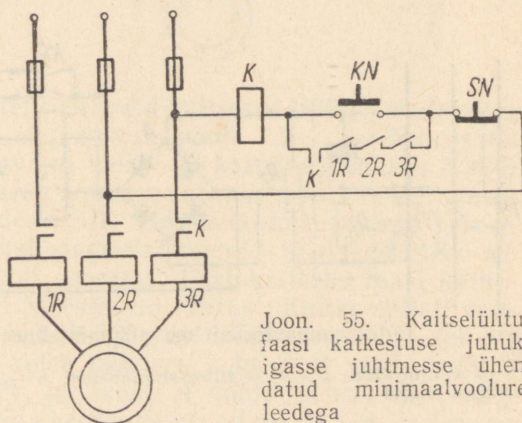 K
KN
SN
K
1R 2R 3R
K
1R
2R
3R
Joon. 55. Kaitselülitu
faasi katkestuse juhuk
igasse juhtmesse ühen
datud minimaalvoolure
leedega